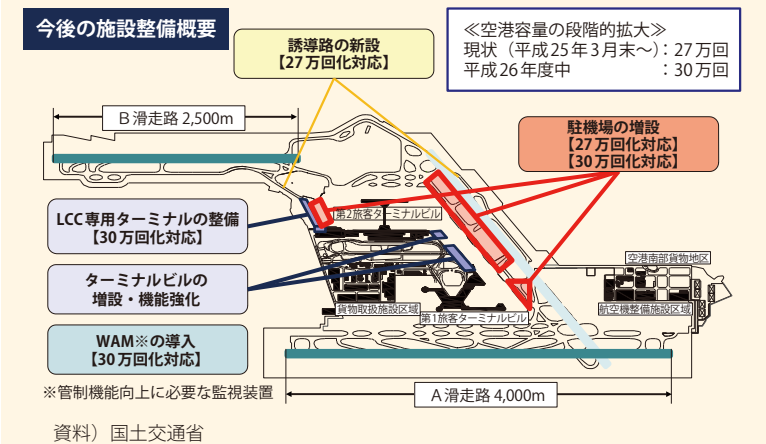 今後の施設整備概要
≪空港容量の段階的拡大≫
現状（平成25年3月末～）：27万回
平成26年度中　　　　　：30万回
誘導路の新設
【27万回化対応】
B滑走路 2,500m
駐機場の増設
【27万回化対応】
【30万回化対応】
LCC専用ターミナルの整備
【30万回化対応】
第2旅客ターミナルビル
ターミナルビルの
増設・機能強化
空港南部貨物地区
貨物取扱施設区域
第1旅客ターミナルビル
航空機整備施設区域
WAM※の導入
【30万回化対応】
※管制機能向上に必要な監視装置
A滑走路 4,000m
資料）国土交通省